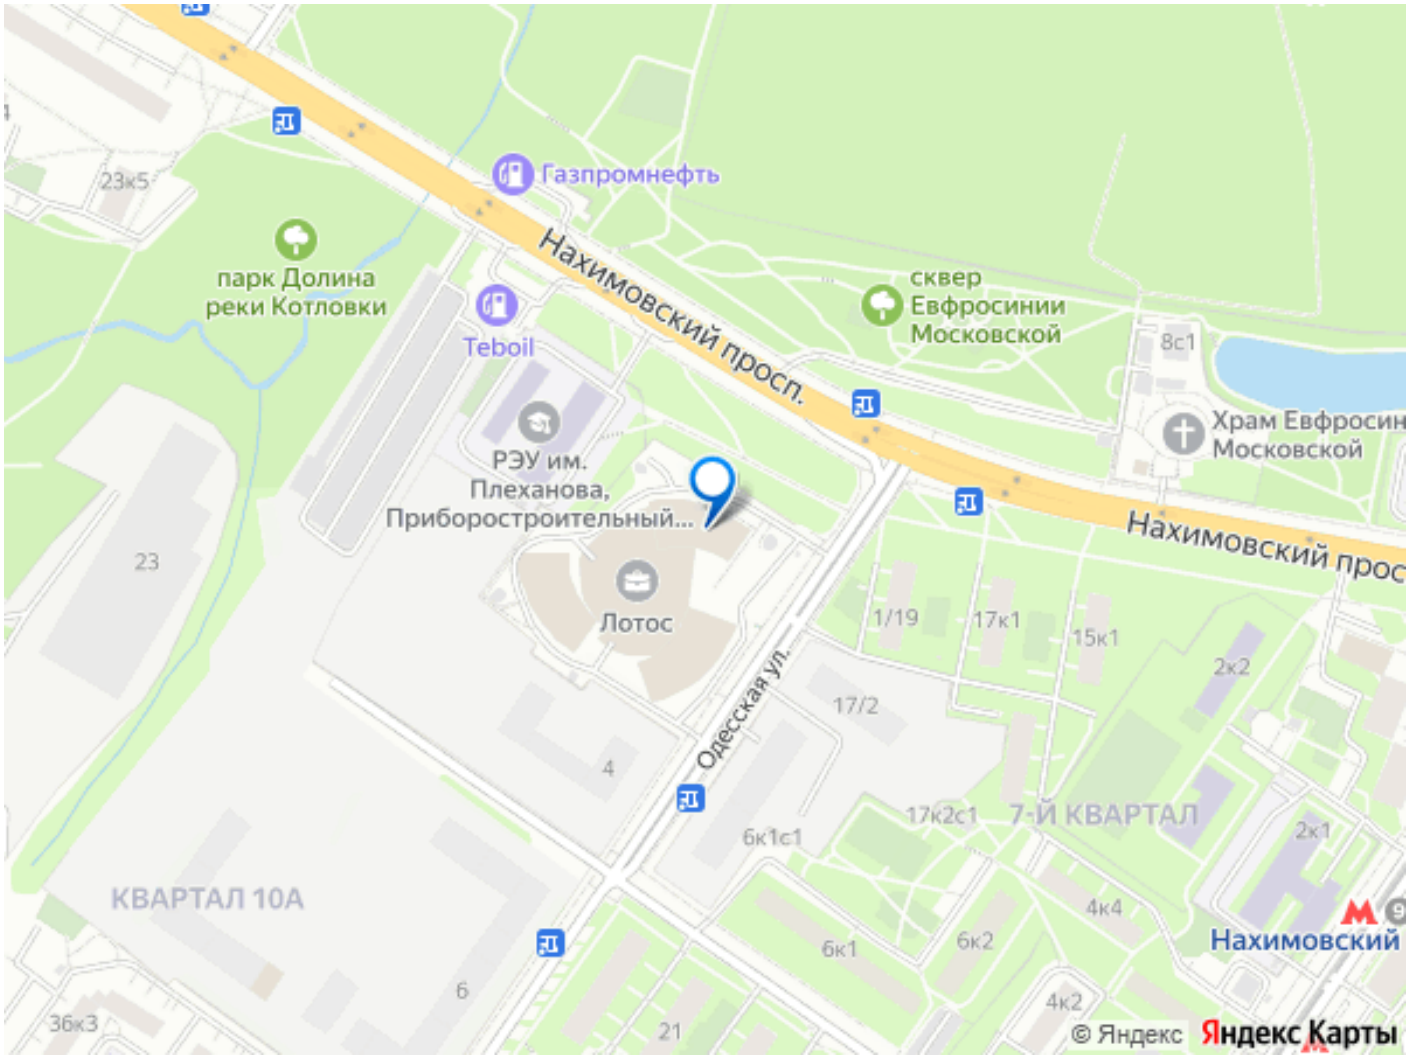 23к5
Газпромнефть
парк Долина
реки Котловки
Нахимовский просп.
сквер
Евфросинии
Московской
Teboil
8с1
Храм Евфросин
Московской
РЭУ им.
Плеханова,
Приборостроительный...
Нахимовский прос
23
Лотос
1/19
17к1
15к1
2к2
Одесская ул.
17/2
4
17к2с1
7-Й КВАРТАЛ
6к1с1
2к1
КВАРТАЛ 10А
4к4
9
Нахимовский
6к1
6к2
6
4к2
36к3
21
© Яндекс
Яндекс Карты